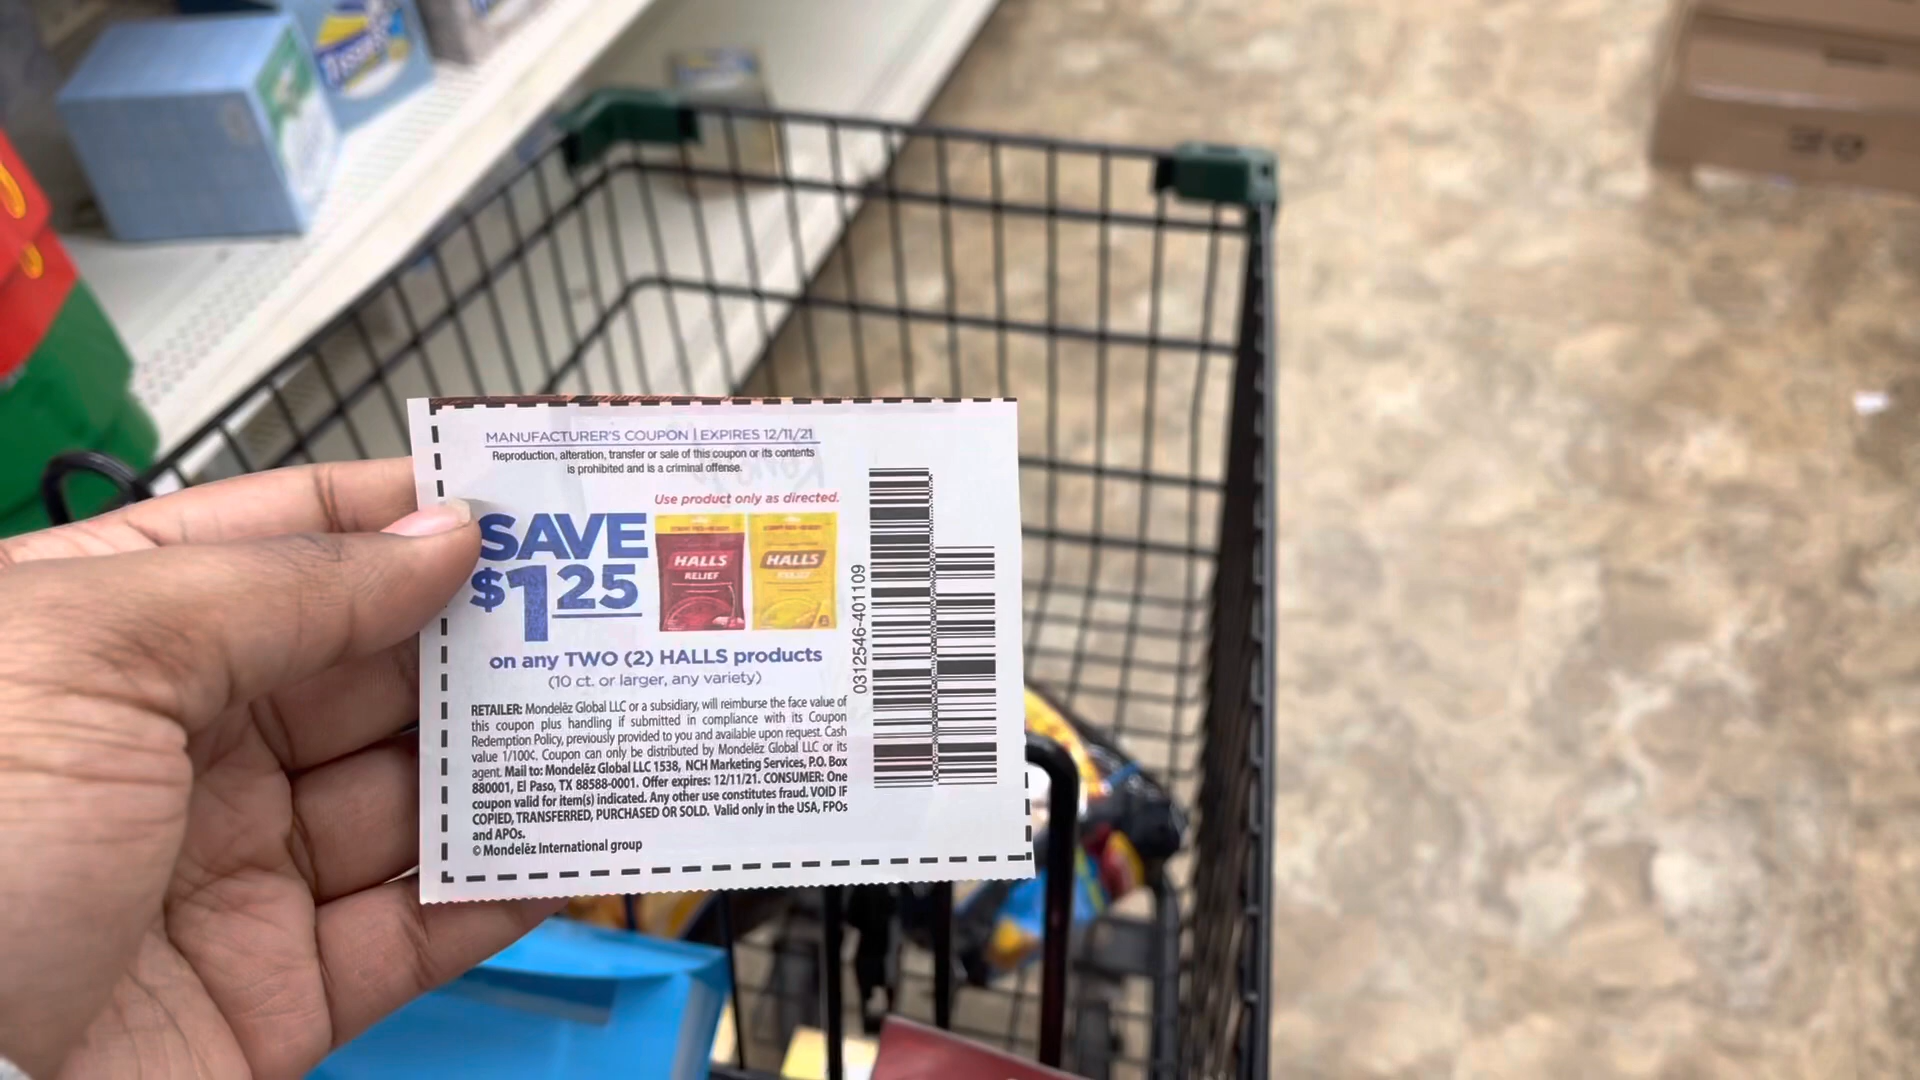 MANUFACTURER'S COUPON | EXPIRES 12/11/21
Reproduction, alteration, transfer or sale of this coupon or its contents
is prohibited and is a criminal offense.
Use product only as directed.
SAVE
$1.25
HALLS
RELIEF
HALLS
RELIEF
on any TWO (2) HALLS products
(10 ct. or larger, any variety)
RETAILER: Mondelēz Global LLC or a subsidiary, will reimburse the face value of
this coupon plus handling if submitted in compliance with its Coupon
Redemption Policy, previously provided to you and available upon request. Cash
value 1/100¢. Coupon can only be distributed by Mondelēz Global LLC or its
agent. Mail to: Mondelēz Global LLC 1538, NCH Marketing Services, P.O. Box
880001, El Paso, TX 88588-0001. Offer expires: 12/11/21. CONSUMER: One
coupon valid for item(s) indicated. Any other use constitutes fraud. VOID IF
COPIED, TRANSFERRED, PURCHASED OR SOLD. Valid only in the USA, FPOs
and APOs.
© Mondelēz International group
0312546-401109